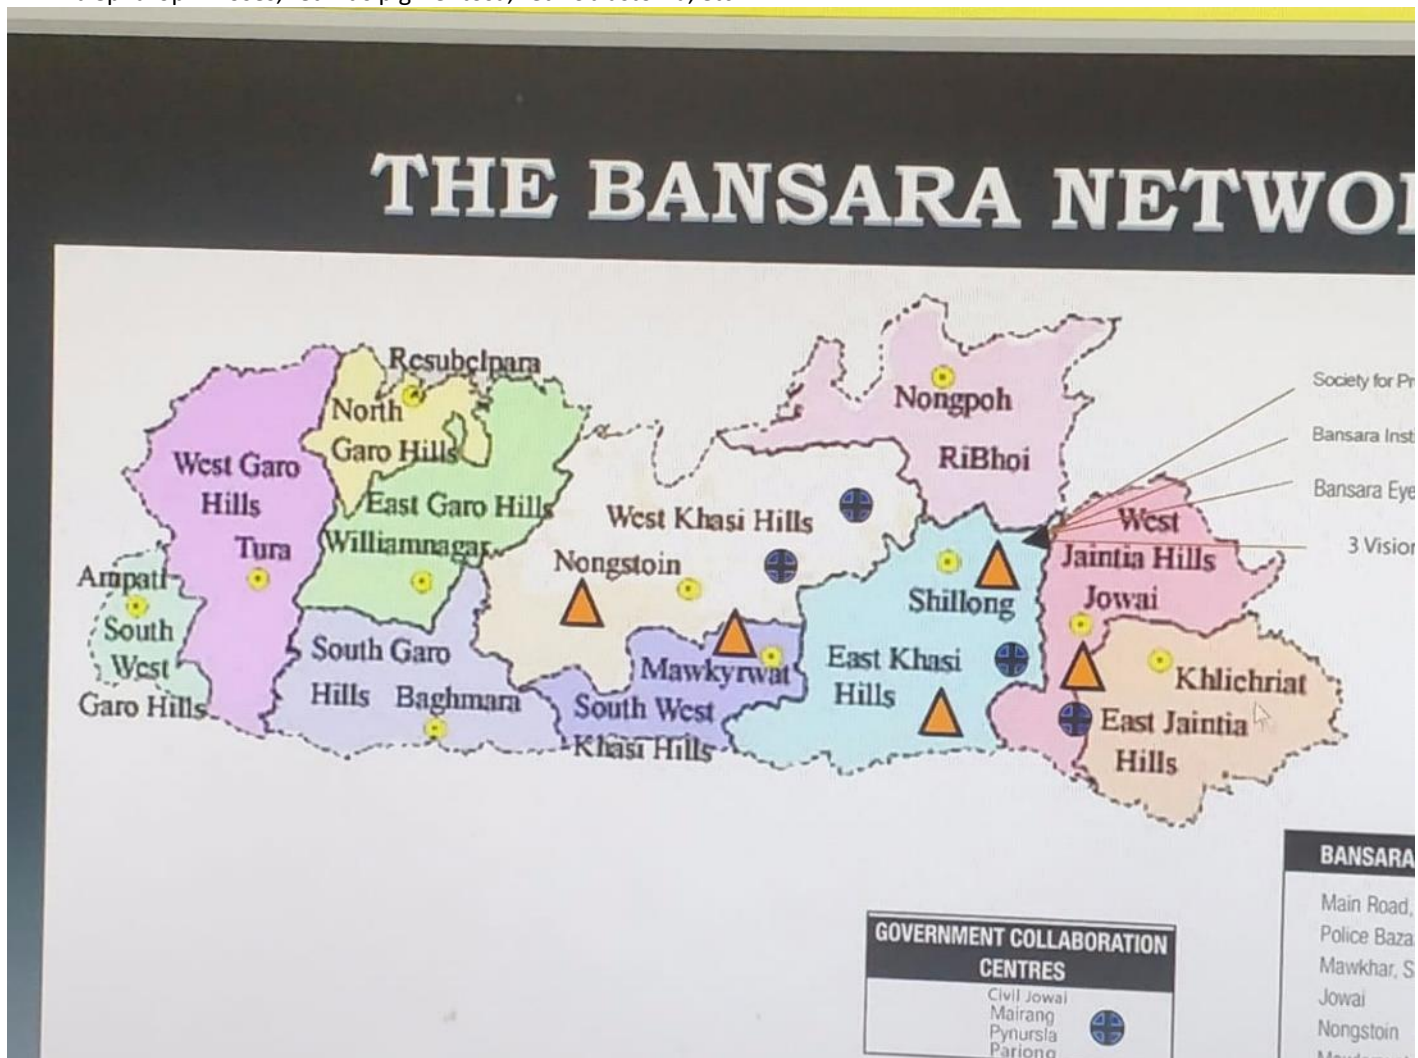 THE BANSARA NETWO
Resubelpara
North
Garo Hills
West Garo
Hills
Tura
East Garo Hills
Williamnagar
Ampati
South
West
Garo Hills
South Garo
Hills
Baghmara
West Khasi Hills
Nongstoin
Mawkyrwat
South West
Khasi Hills
Nongpoh
RiBhoi
Shillong
East Khasi
Hills
West
Jaintia Hills
Jowai
Khlichriat
East Jaintia
Hills
Society for Pr
Bansara Inst
Bansara Eye
3 Vision
GOVERNMENT COLLABORATION
CENTRES
Civil Jowai
Mairang
Pynursla
Pariong
BANSARA
Main Road,
Police Baza
Mawkhar, S
Jowai
Nongstoin